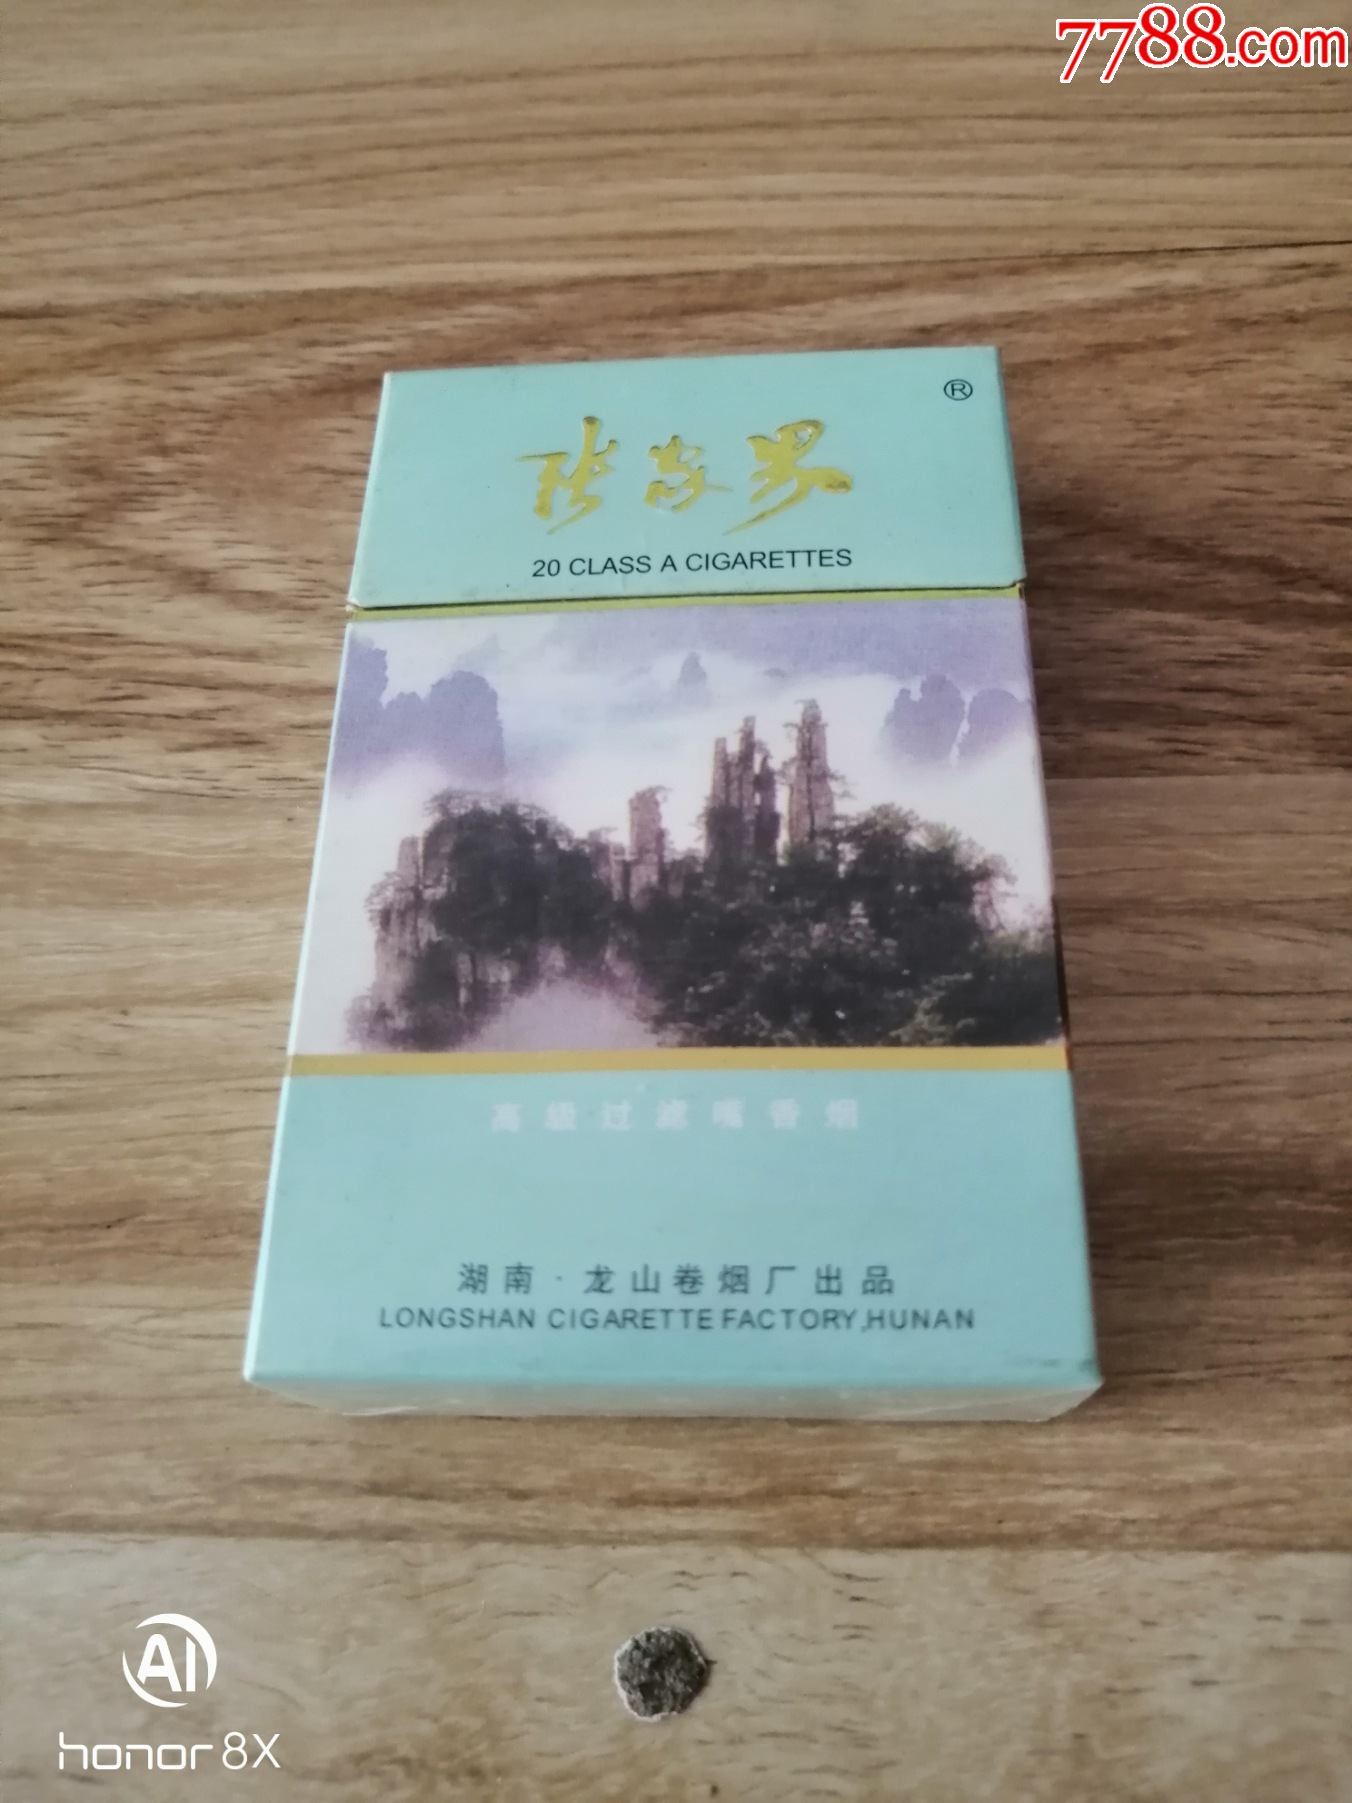 7788.com
®
张家界
20 CLASS A CIGARETTES
高级过滤嘴香烟
湖南·龙山卷烟厂出品
LONGSHAN CIGARETTE FACTORY,HUNAN
AI
honor 8X